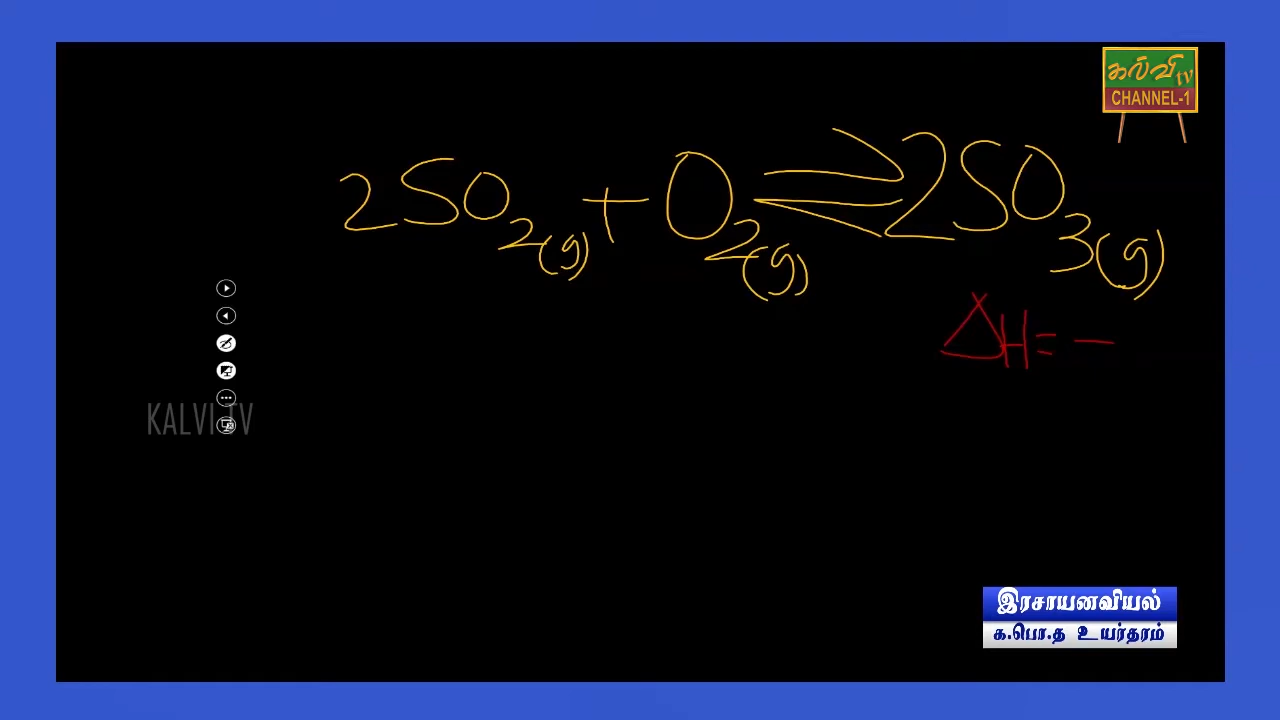 கல்வி tv
CHANNEL-1
2SO2(g) + O2(g) ⇌ 2SO3(g)
ΔH = −
KALVI TV
இரசாயனவியல்
க.பொ.த உயர்தரம்